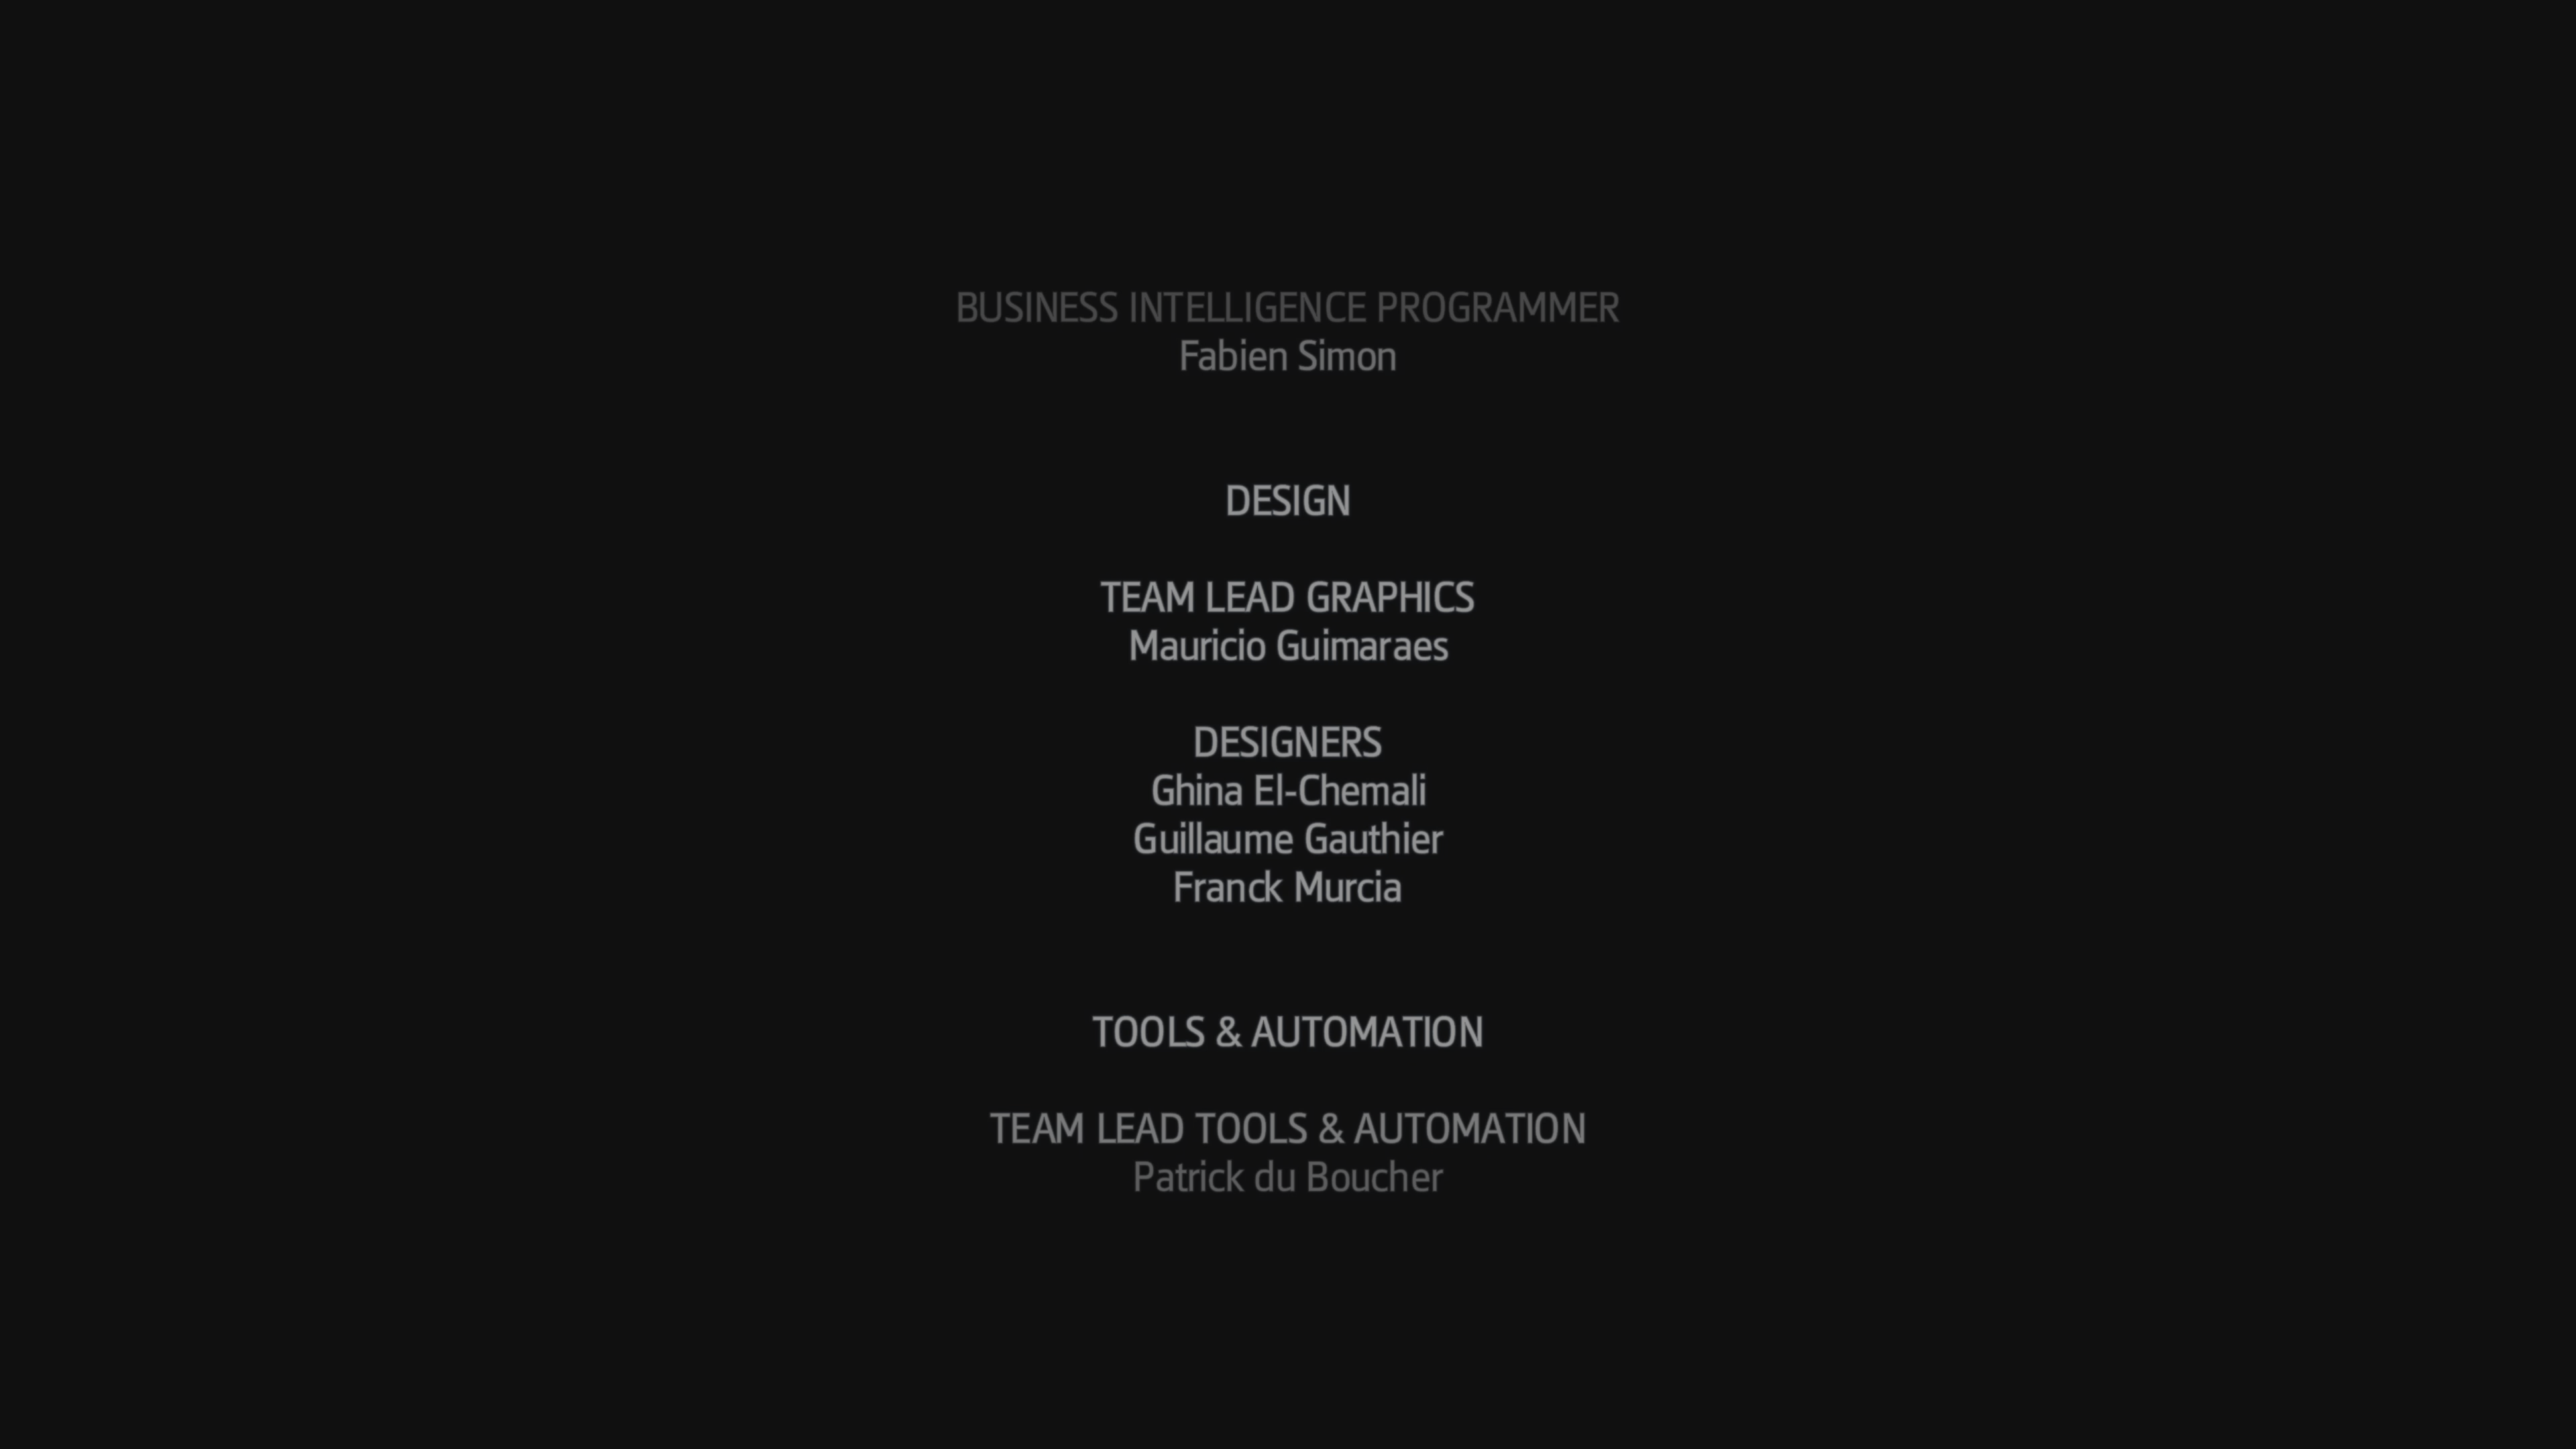 BUSINESS INTELLIGENCE PROGRAMMER
Fabien Simon
DESIGN
TEAM LEAD GRAPHICS
Mauricio Guimaraes
DESIGNERS
Ghina El-Chemali
Guillaume Gauthier
Franck Murcia
TOOLS & AUTOMATION
TEAM LEAD TOOLS & AUTOMATION
Patrick du Boucher